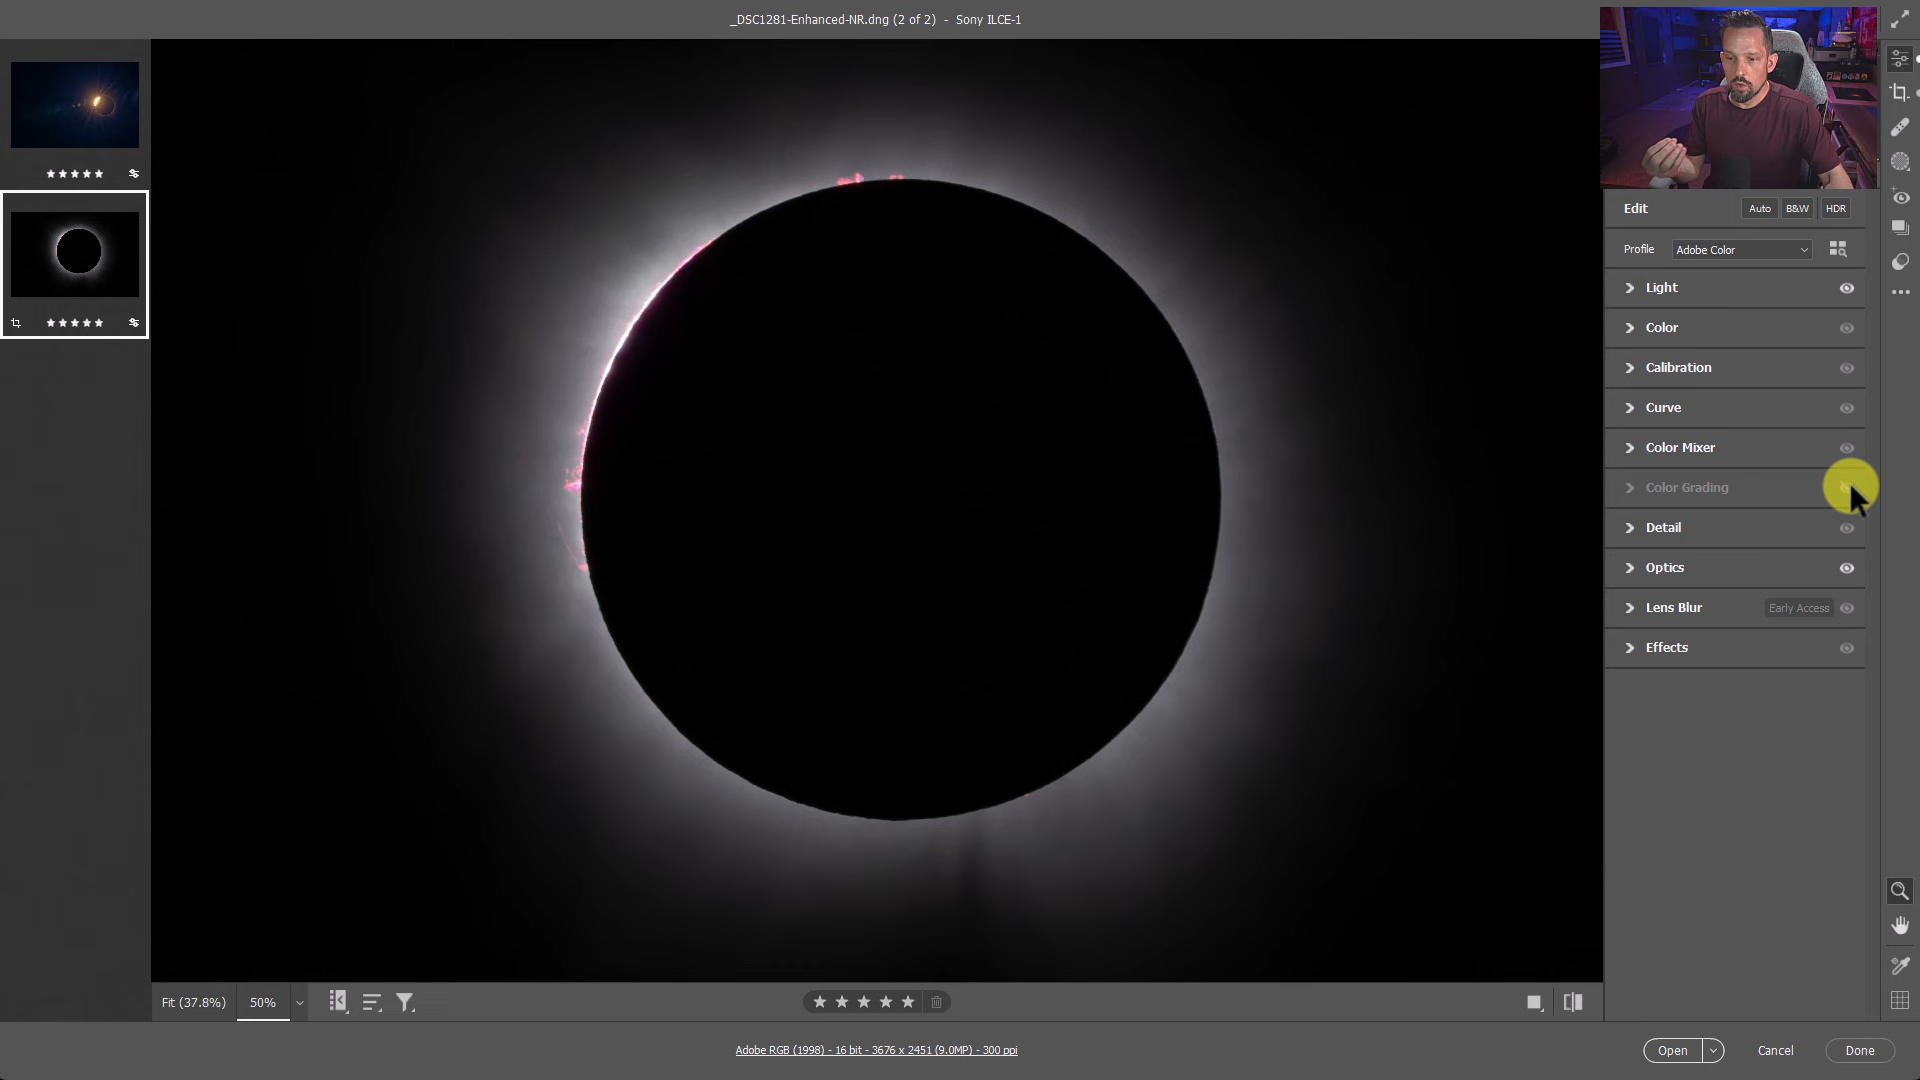 _DSC1281-Enhanced-NR.dng (2 of 2) - Sony ILCE-1
Edit
Auto
B&W
HDR
Profile
Adobe Color
Light
Color
Calibration
Curve
Color Mixer
Color Grading
Detail
Optics
Lens Blur
Early Access
Effects
Fit (37.8%)
50%
Adobe RGB (1998) - 16 bit - 3676 x 2451 (9.0MP) - 300 ppi
Open
Cancel
Done